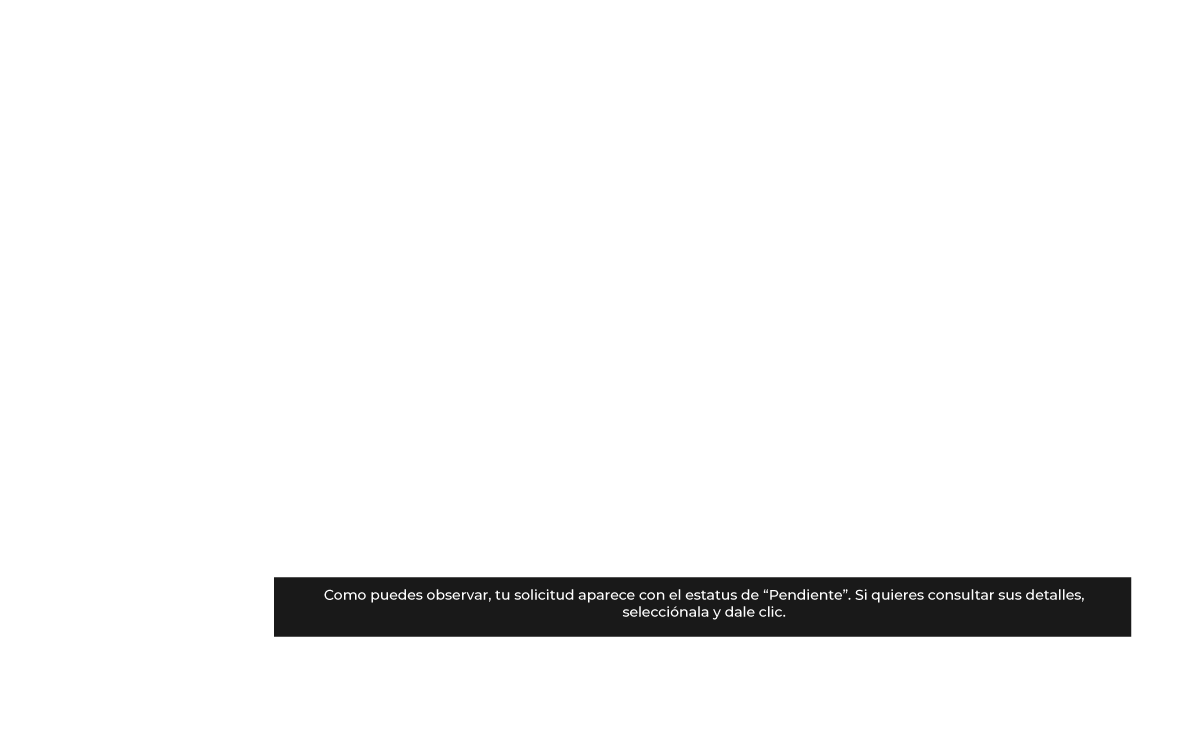 Como puedes observar, tu solicitud aparece con el estatus de “Pendiente”. Si quieres consultar sus detalles,
selecciónala y dale clic.